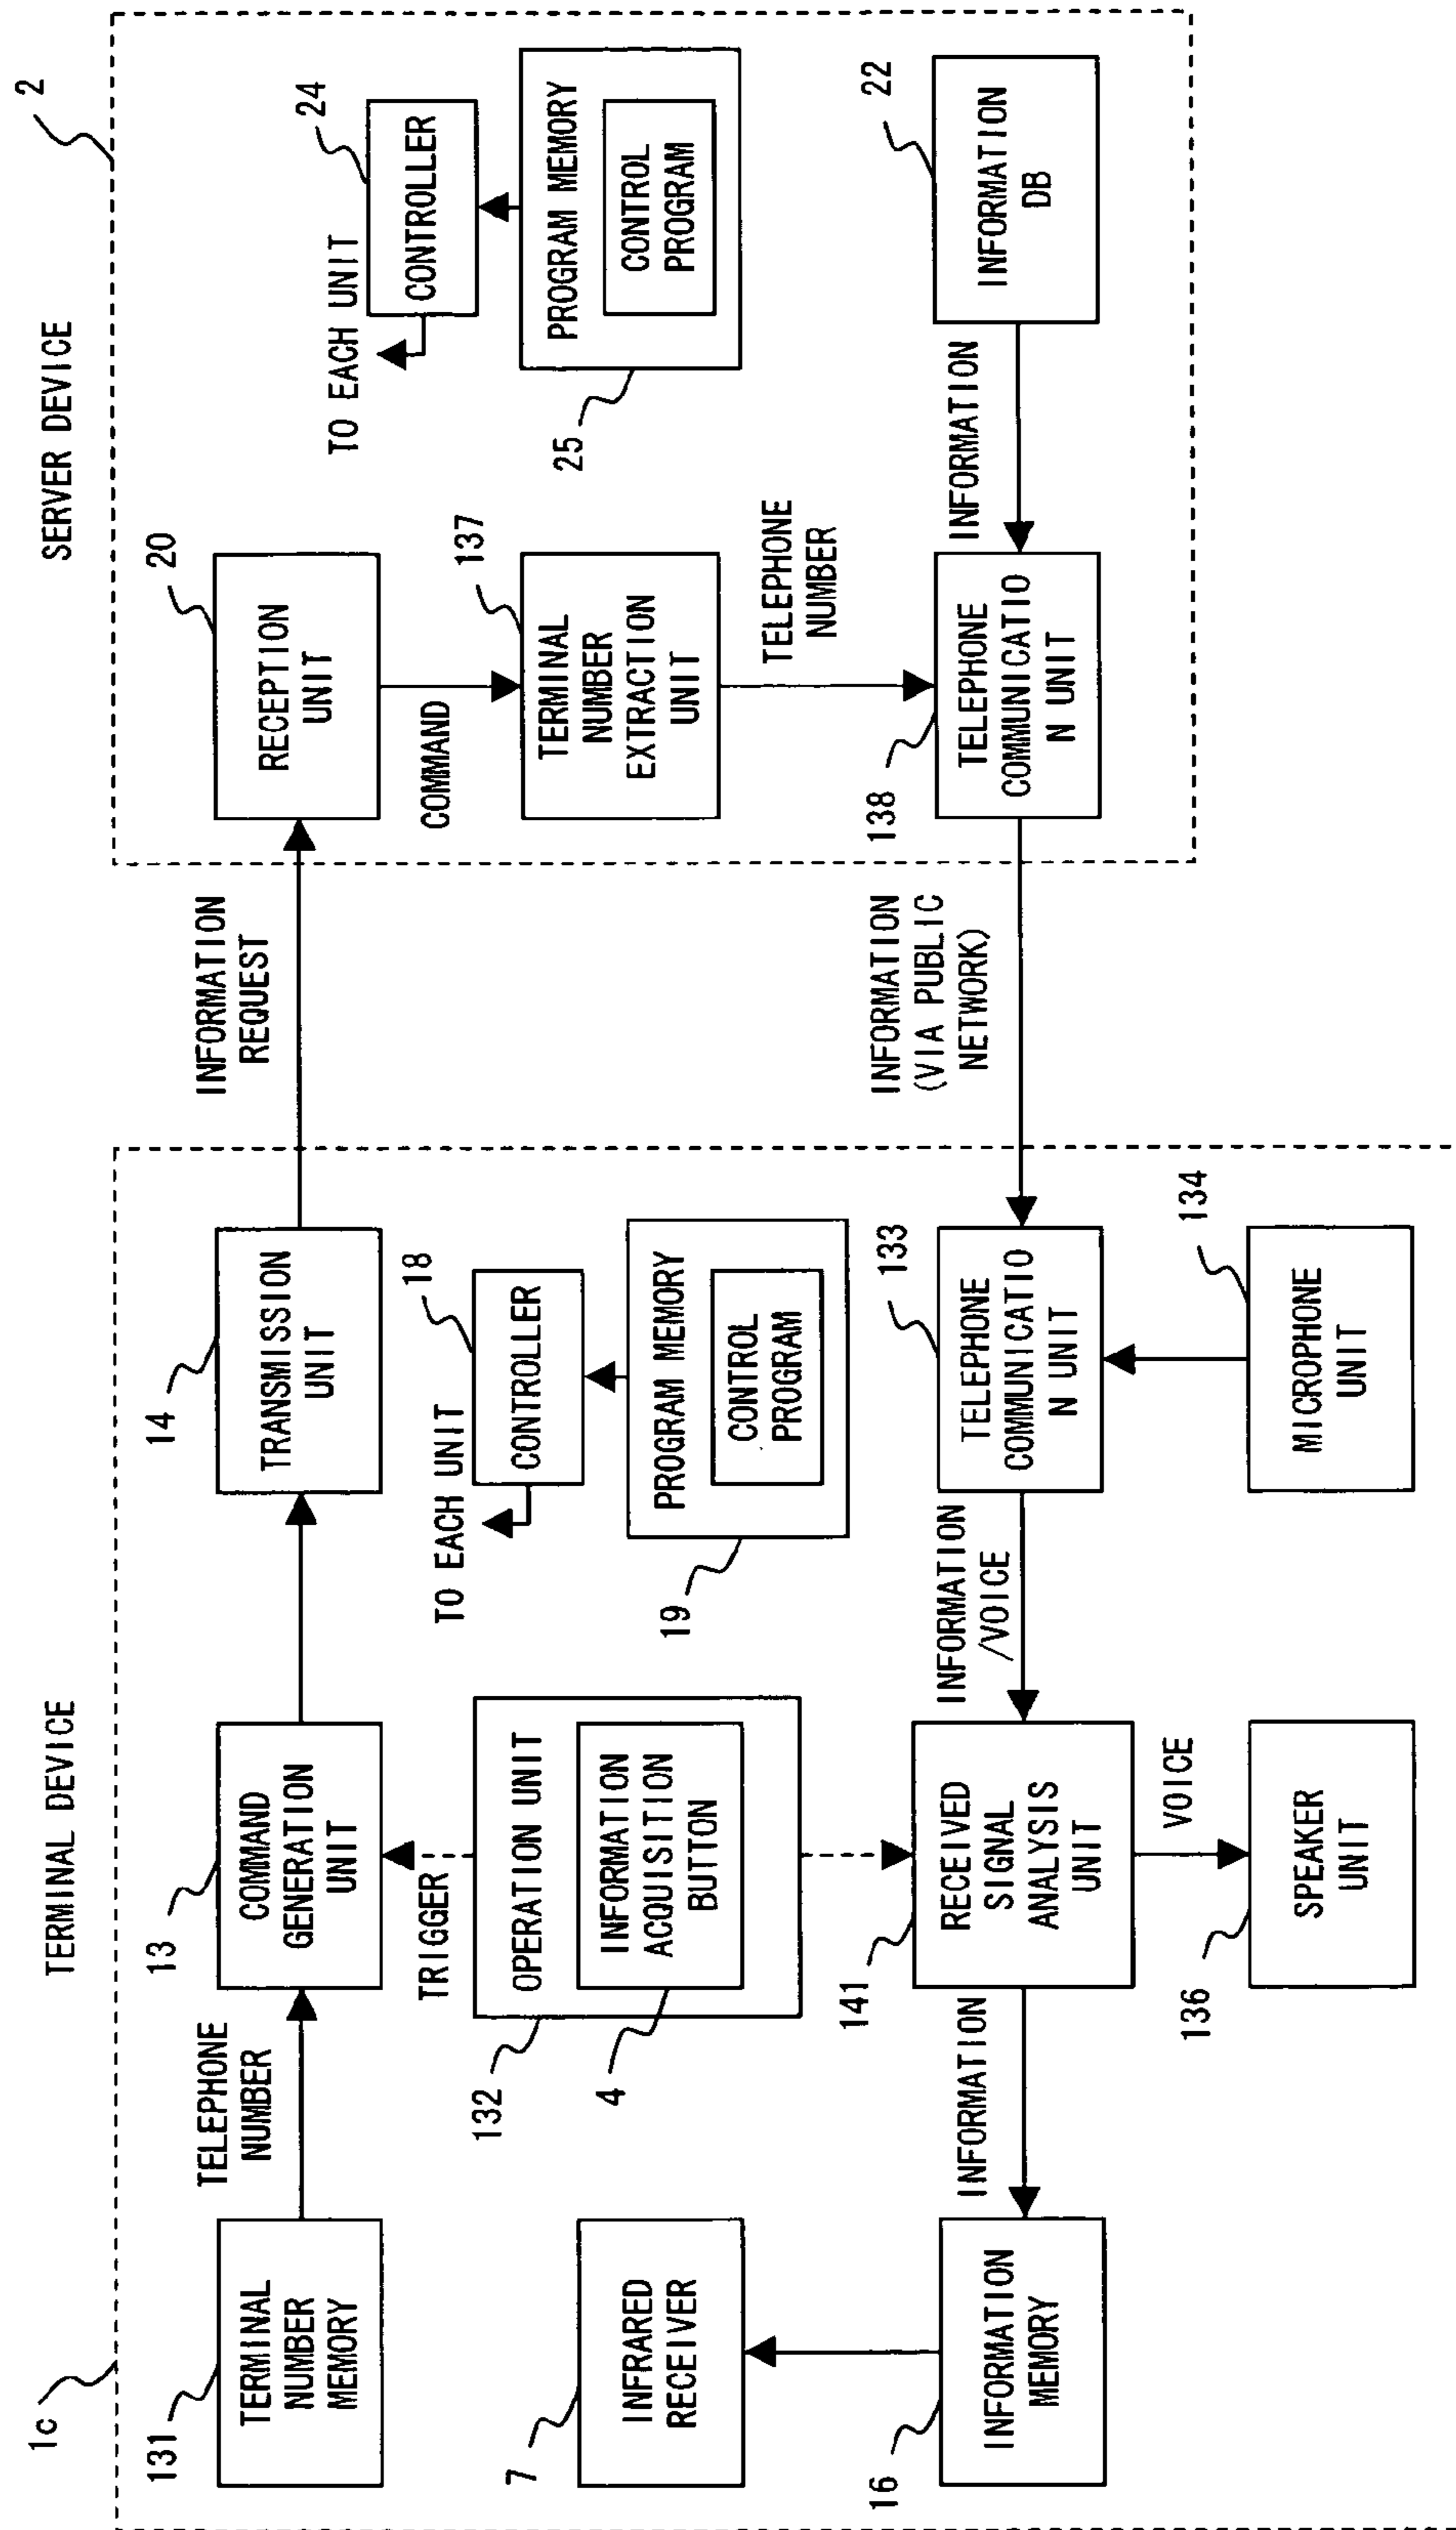 TERMINAL DEVICE
SERVER DEVICE
1c
2
131
TERMINAL
NUMBER
MEMORY
TELEPHONE
NUMBER
13
COMMAND
GENERATION
UNIT
14
TRANSMISSION
UNIT
INFORMATION
REQUEST
20
RECEPTION
UNIT
TO EACH UNIT
24
CONTROLLER
COMMAND
PROGRAM MEMORY
CONTROL
PROGRAM
25
TRIGGER
7
INFRARED
RECEIVER
132
OPERATION UNIT
INFORMATION
ACQUISITION
BUTTON
4
TO EACH UNIT
18
CONTROLLER
PROGRAM MEMORY
CONTROL
PROGRAM
19
137
TERMINAL
NUMBER
EXTRACTION
UNIT
TELEPHONE
NUMBER
16
INFORMATION
MEMORY
INFORMATION
141
RECEIVED
SIGNAL
ANALYSIS
UNIT
INFORMATION
/VOICE
133
TELEPHONE
COMMUNICATIO
N UNIT
INFORMATION
(VIA PUBLIC
NETWORK)
138
TELEPHONE
COMMUNICATIO
N UNIT
INFORMATION
22
INFORMATION
DB
VOICE
136
SPEAKER
UNIT
134
MICROPHONE
UNIT